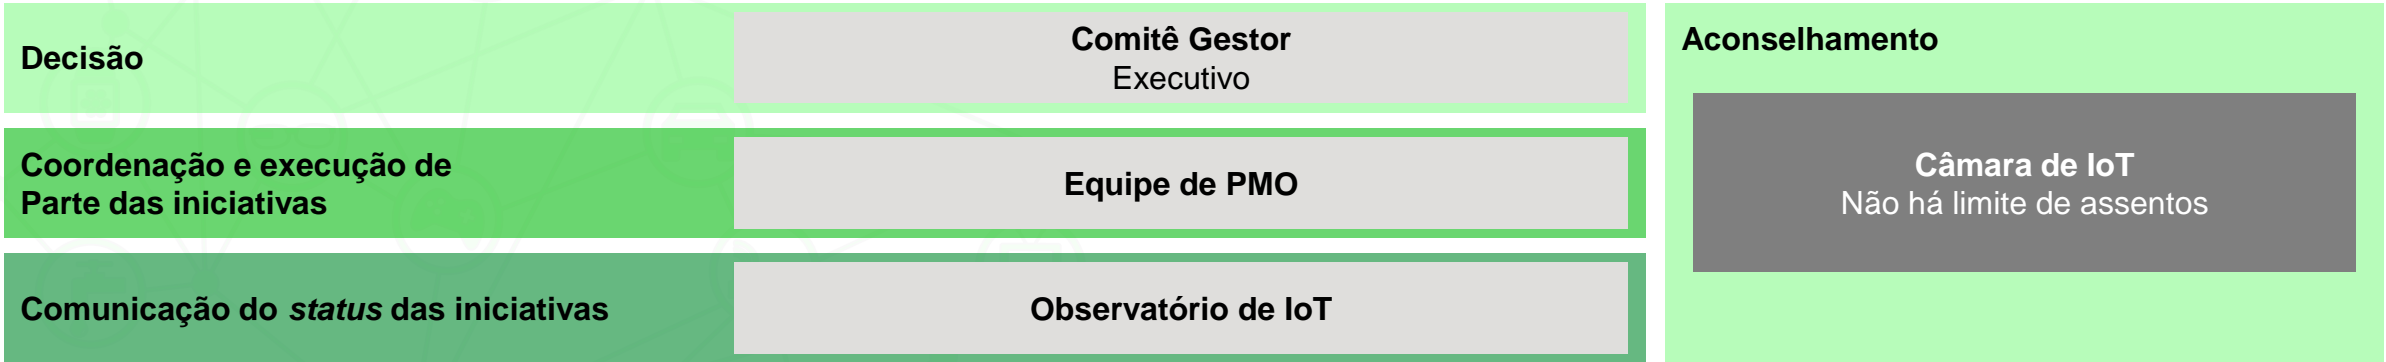 Decisão
Comitê Gestor
Executivo
Coordenação e execução de
Parte das iniciativas
Equipe de PMO
Comunicação do status das iniciativas
Observatório de IoT
Aconselhamento
Câmara de IoT
Não há limite de assentos